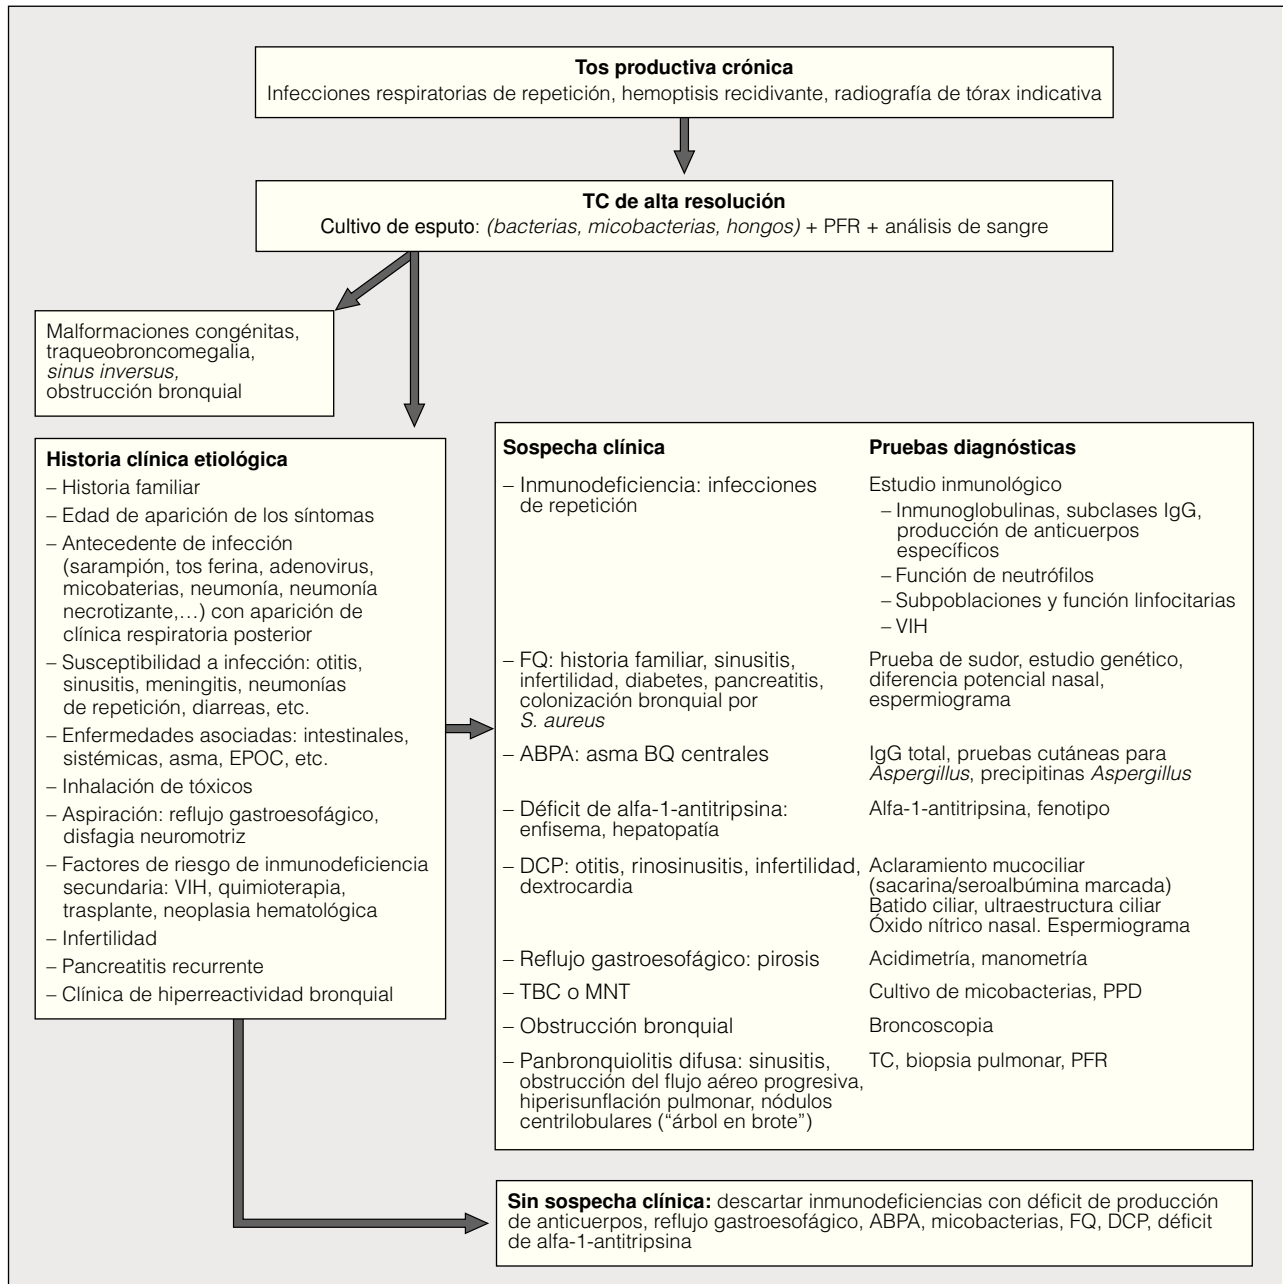 Tos productiva crónica
Infecciones respiratorias de repetición, hemoptisis recidivante, radiografía de tórax indicativa
TC de alta resolución
Cultivo de esputo: (bacterias, micobacterias, hongos) + PFR + análisis de sangre
Malformaciones congénitas,
traqueobroncomegalia,
sinus inversus,
obstrucción bronquial
Historia clínica etiológica
– Historia familiar
– Edad de aparición de los síntomas
– Antecedente de infección
(sarampión, tos ferina, adenovirus,
micobaterias, neumonía, neumonía
necrotizante,…) con aparición de
clínica respiratoria posterior
– Susceptibilidad a infección: otitis,
sinusitis, meningitis, neumonías
de repetición, diarreas, etc.
– Enfermedades asociadas: intestinales,
sistémicas, asma, EPOC, etc.
– Inhalación de tóxicos
– Aspiración: reflujo gastroesofágico,
disfagia neuromotriz
– Factores de riesgo de inmunodeficiencia
secundaria: VIH, quimioterapia,
trasplante, neoplasia hematológica
– Infertilidad
– Pancreatitis recurrente
– Clínica de hiperreactividad bronquial
Sospecha clínica
– Inmunodeficiencia: infecciones
de repetición
– FQ: historia familiar, sinusitis,
infertilidad, diabetes, pancreatitis,
colonización bronquial por
S. aureus
– ABPA: asma BQ centrales
– Déficit de alfa-1-antitripsina:
enfisema, hepatopatía
– DCP: otitis, rinosinusitis, infertilidad,
dextrocardia
– Reflujo gastroesofágico: pirosis
– TBC o MNT
– Obstrucción bronquial
– Panbronquiolitis difusa: sinusitis,
obstrucción del flujo aéreo progresiva,
hiperisunflación pulmonar, nódulos
centrilobulares (“árbol en brote”)
Pruebas diagnósticas
Estudio inmunológico
– Inmunoglobulinas, subclases IgG,
producción de anticuerpos
específicos
– Función de neutrófilos
– Subpoblaciones y función linfocitarias
– VIH
Prueba de sudor, estudio genético,
diferencia potencial nasal,
espermiograma
IgG total, pruebas cutáneas para
Aspergillus, precipitinas Aspergillus
Alfa-1-antitripsina, fenotipo
Aclaramiento mucociliar
(sacarina/seroalbúmina marcada)
Batido ciliar, ultraestructura ciliar
Óxido nítrico nasal. Espermiograma
Acidimetría, manometría
Cultivo de micobacterias, PPD
Broncoscopia
TC, biopsia pulmonar, PFR
Sin sospecha clínica: descartar inmunodeficiencias con déficit de producción
de anticuerpos, reflujo gastroesofágico, ABPA, micobacterias, FQ, DCP, déficit
de alfa-1-antitripsina